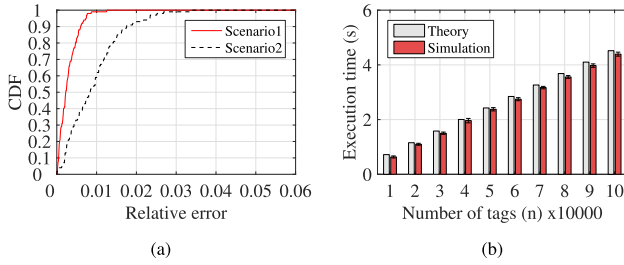 1
0.9
0.8
0.7
0.6
0.5
0.4
0.3
0.2
0.1
0
CDF
Scenario1
Scenario2
0 0.01 0.02 0.03 0.04 0.05 0.06
Relative error
(a)
6
4
2
0
Execution time (s)
Theory
Simulation
1 2 3 4 5 6 7 8 9 10
Number of tags (n) x10000
(b)